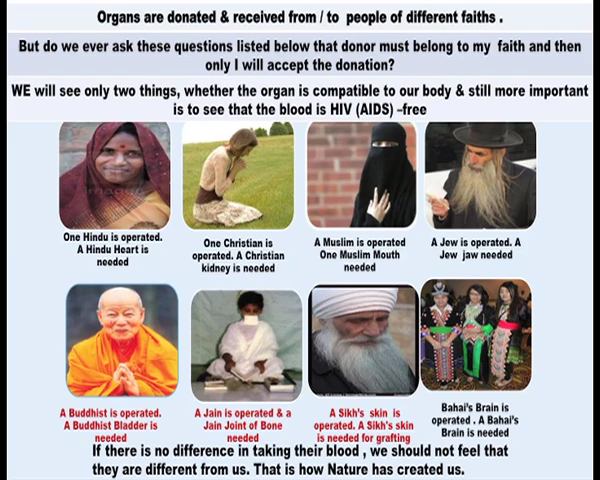 Organs are donated & received from / to people of different faiths .
But do we ever ask these questions listed below that donor must belong to my faith and then
only I will accept the donation?
WE will see only two things, whether the organ is compatible to our body & still more important
is to see that the blood is HIV (AIDS) –free
One Hindu is operated.
A Hindu Heart is
needed
One Christian is
operated. A Christian
kidney is needed
A Muslim is operated
One Muslim Mouth
needed
A Jew is operated. A
Jew jaw needed
A Buddhist is operated.
A Buddhist Bladder is
needed
A Jain is operated & a
Jain Joint of Bone
needed
A Sikh's skin is
operated. A Sikh's skin
is needed for grafting
Bahai's Brain is
operated . A Bahai's
Brain is needed
If there is no difference in taking their blood , we should not feel that
they are different from us. That is how Nature has created us.